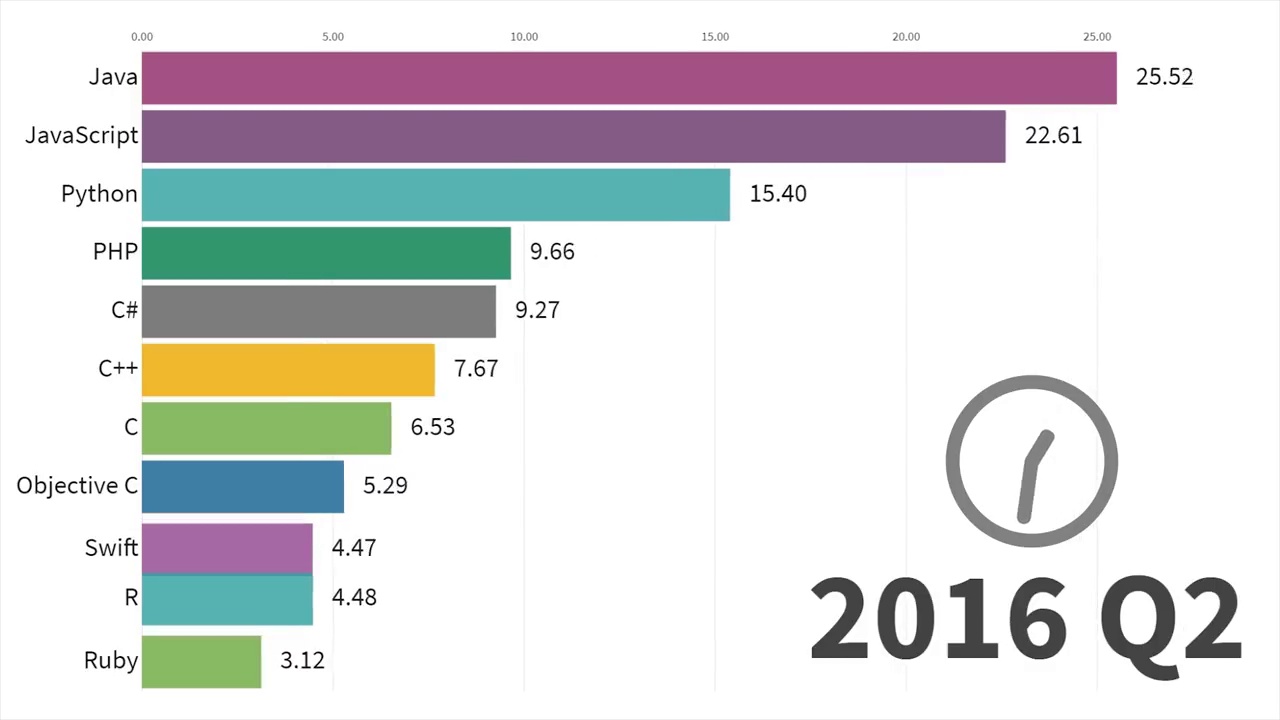 0.00 5.00 10.00 15.00 20.00 25.00
Java 25.52
JavaScript 22.61
Python 15.40
PHP 9.66
C# 9.27
C++ 7.67
C 6.53
Objective C 5.29
Swift 4.47
R 4.48
Ruby 3.12
2016 Q2